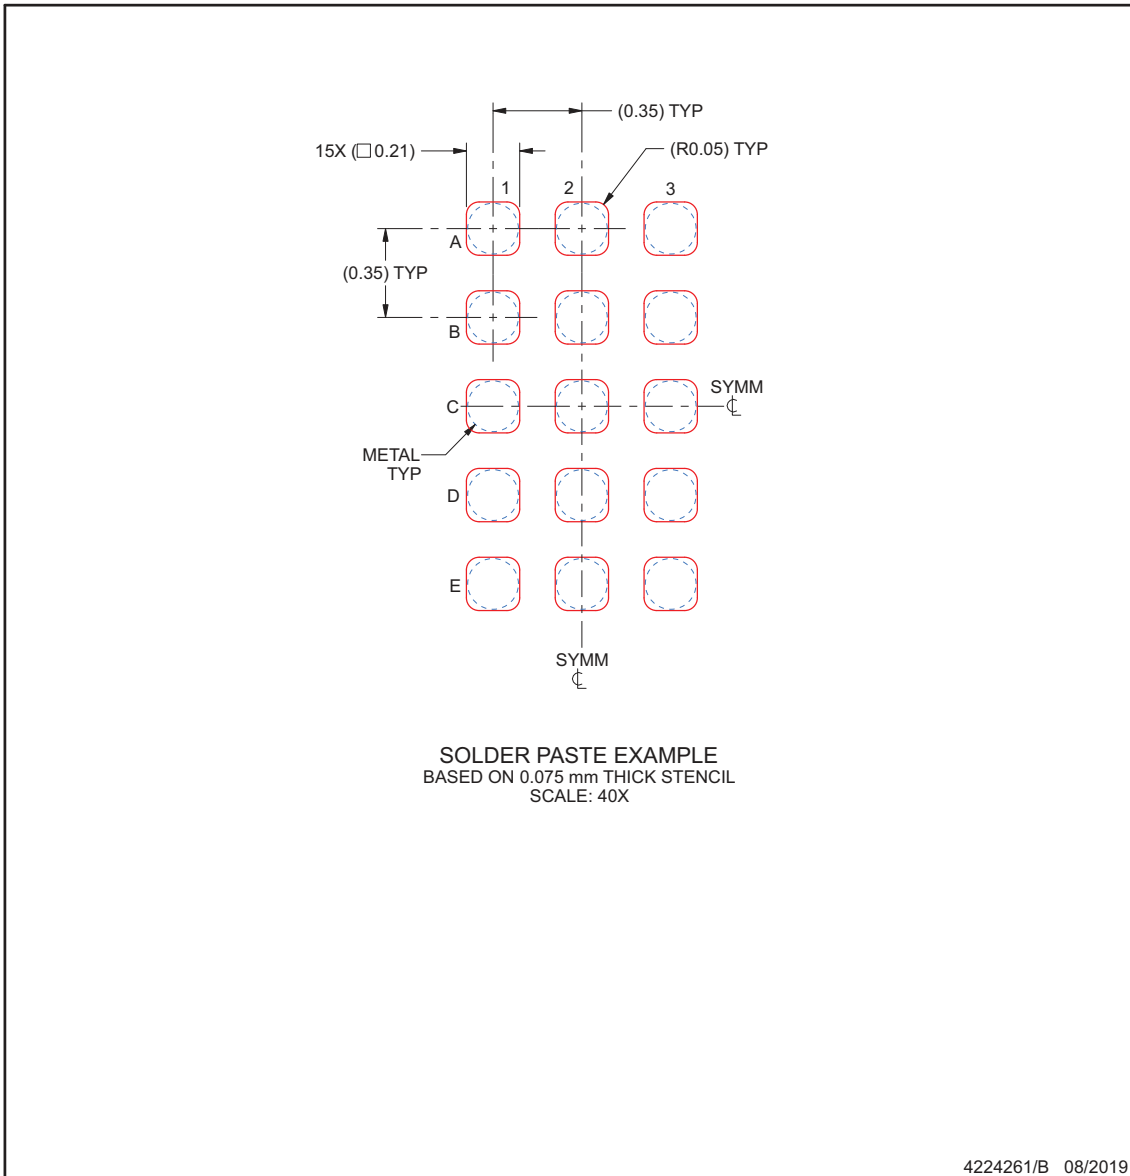 (0.35) TYP
15X (□ 0.21)
(R0.05) TYP
1
2
3
A
(0.35) TYP
B
C
SYMM
℄
METAL
TYP
D
E
SYMM
℄
SOLDER PASTE EXAMPLE
BASED ON 0.075 mm THICK STENCIL
SCALE: 40X
4224261/B 08/2019